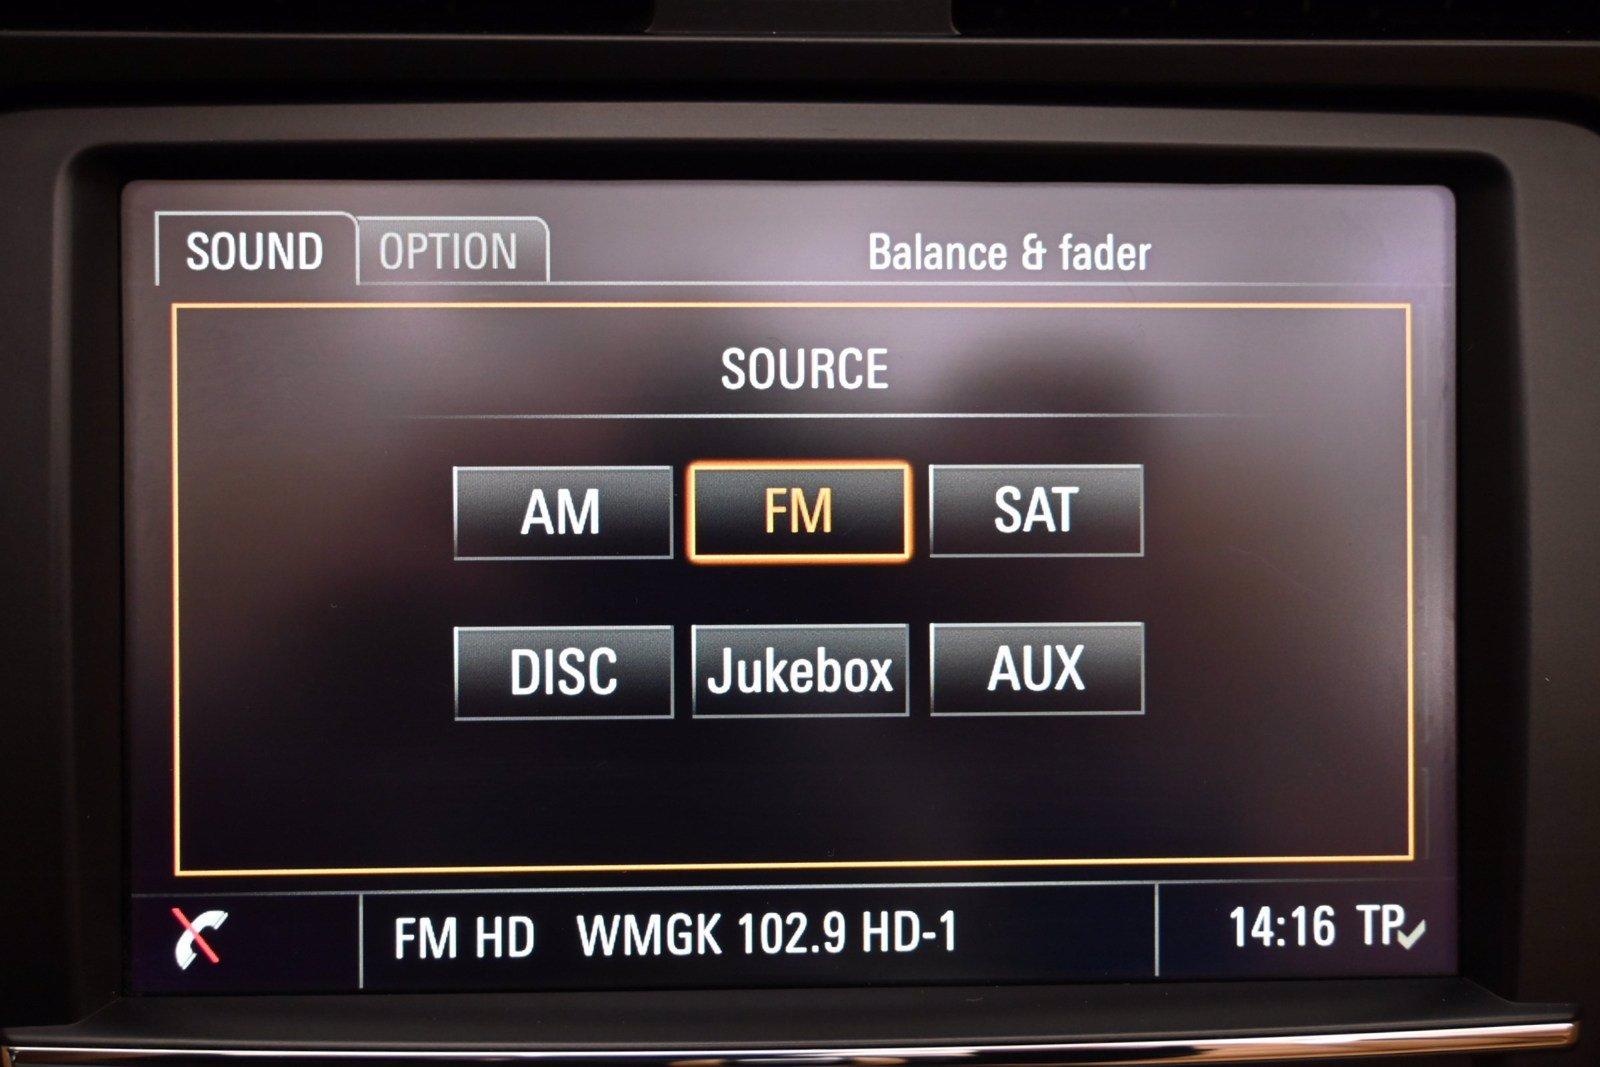 SOUND OPTION Balance & fader
SOURCE
AM FM SAT
DISC Jukebox AUX
FM HD WMGK 102.9 HD-1 14:16 TP